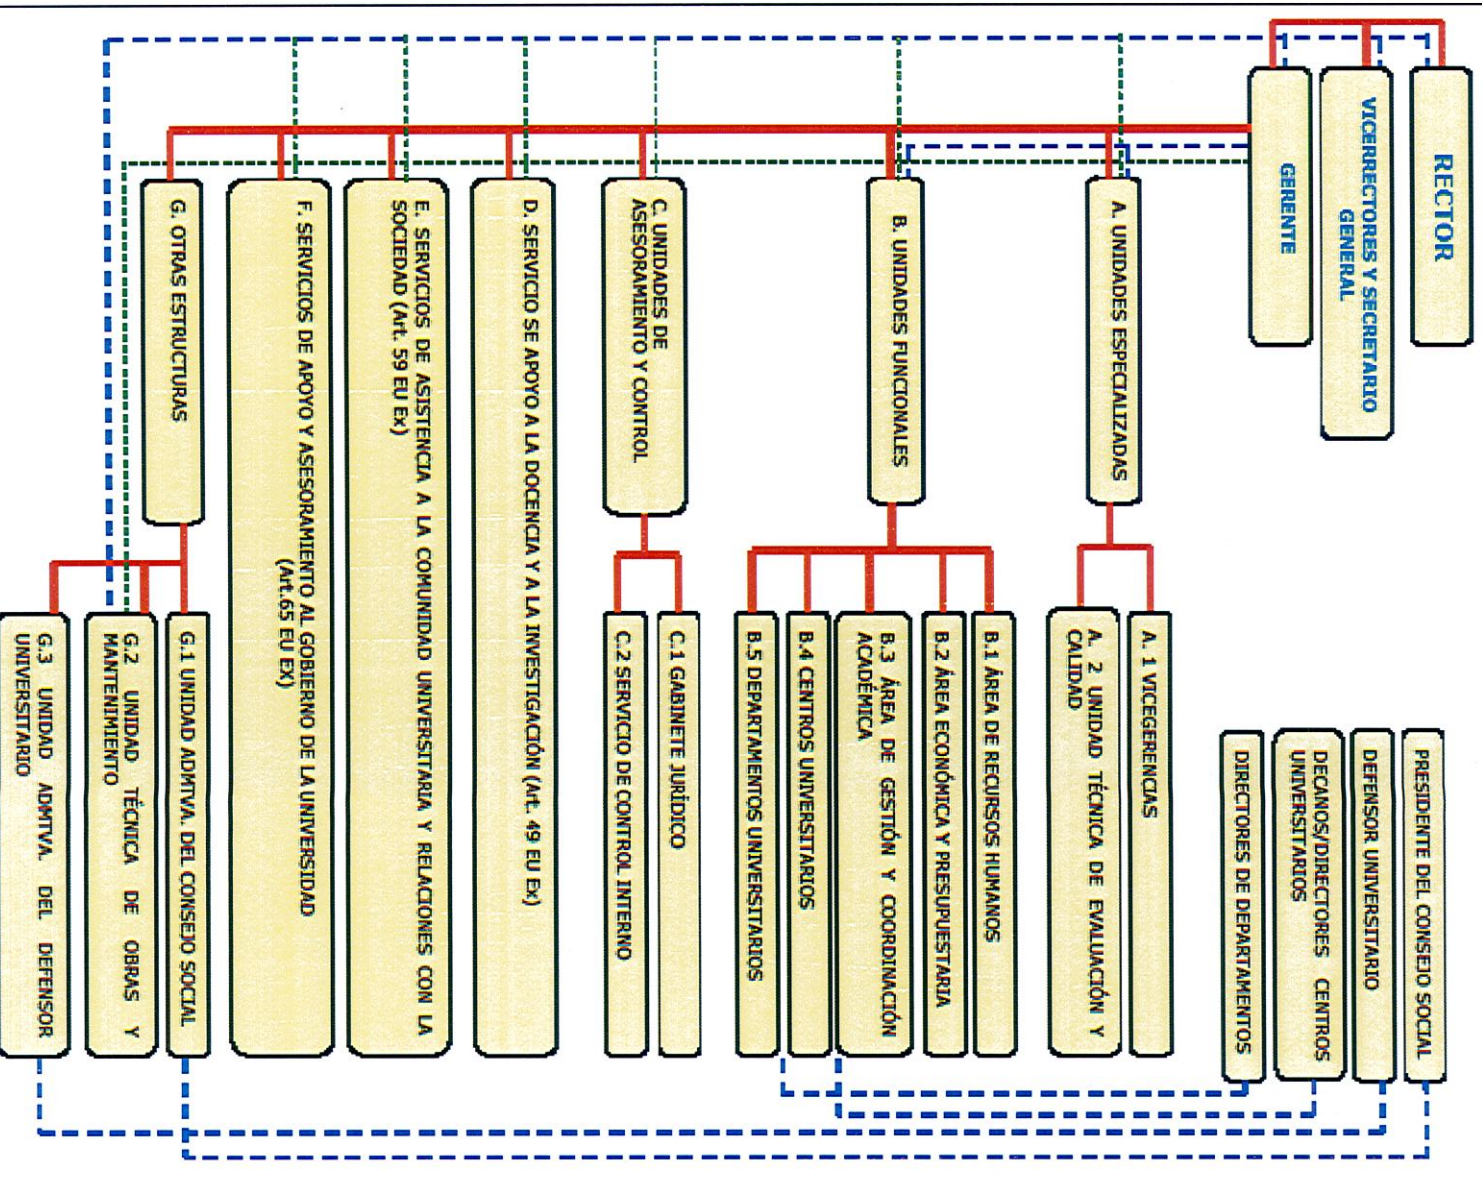 RECTOR
VICERRECTORES Y SECRETARIO
GENERAL
GERENTE
PRESIDENTE DEL CONSEJO SOCIAL
DEFENSOR UNIVERSITARIO
DECANOS/DIRECTORES CENTROS
UNIVERSITARIOS
DIRECTORES DE DEPARTAMENTOS
A. UNIDADES ESPECIALIZADAS
A. 1 VICEGERENCIAS
A. 2 UNIDAD TÉCNICA DE EVALUACIÓN Y
CALIDAD
B. UNIDADES FUNCIONALES
B.1 ÁREA DE RECURSOS HUMANOS
B.2 ÁREA ECONÓMICA Y PRESUPUESTARIA
B.3 ÁREA DE GESTIÓN Y COORDINACIÓN
ACADÉMICA
B.4 CENTROS UNIVERSITARIOS
B.5 DEPARTAMENTOS UNIVERSITARIOS
C. UNIDADES DE
ASESORAMIENTO Y CONTROL
C.1 GABINETE JURÍDICO
C.2 SERVICIO DE CONTROL INTERNO
D. SERVICIO SE APOYO A LA DOCENCIA Y A LA INVESTIGACIÓN (Art. 49 EU Ex)
E. SERVICIOS DE ASISTENCIA A LA COMUNIDAD UNIVERSITARIA Y RELACIONES CON LA
SOCIEDAD (Art. 59 EU Ex)
F. SERVICIOS DE APOYO Y ASESORAMIENTO AL GOBIERNO DE LA UNIVERSIDAD
(Art.65 EU EX)
G. OTRAS ESTRUCTURAS
G.1 UNIDAD ADMTVA. DEL CONSEJO SOCIAL
G.2 UNIDAD TÉCNICA DE OBRAS Y
MANTENIMIENTO
G.3 UNIDAD ADMTVA. DEL DEFENSOR
UNIVERSITARIO